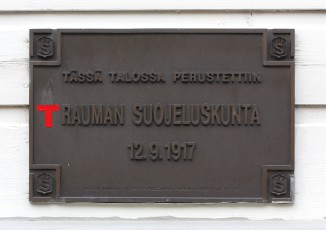 TÄSSÄ TALOSSA PERUSTETTIIN
TRAUMAN SUOJELUSKUNTA
12.9.1917